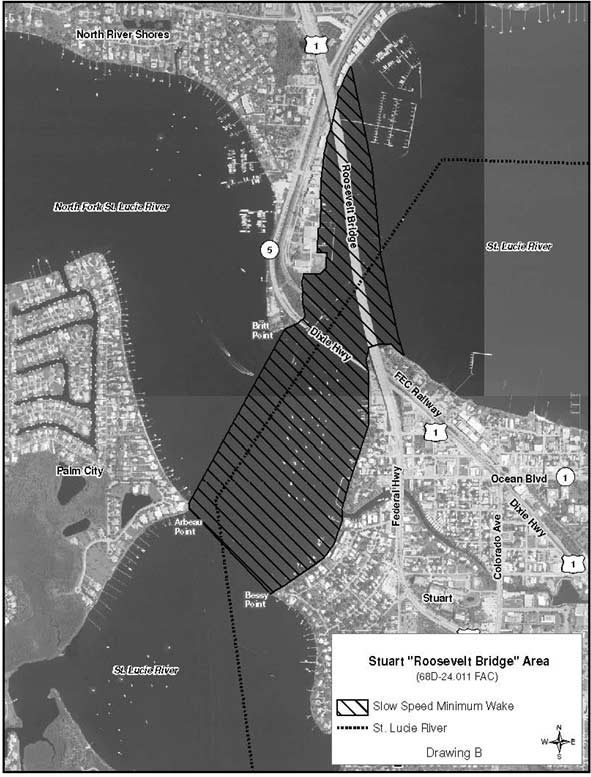 North River Shores
1
Roosevelt Bridge
North Fork St. Lucie River
St. Lucie River
5
Britt
Point
Dixie Hwy
FEC Railway
1
Palm City
Ocean Blvd
1
Federal Hwy
Colorado Ave
Dixie Hwy
Arbeau
Point
1
Bessy
Point
Stuart
St. Lucie River
Stuart "Roosevelt Bridge" Area
(68D-24.011 FAC)
Slow Speed Minimum Wake
St. Lucie River
Drawing B
N
W E
S